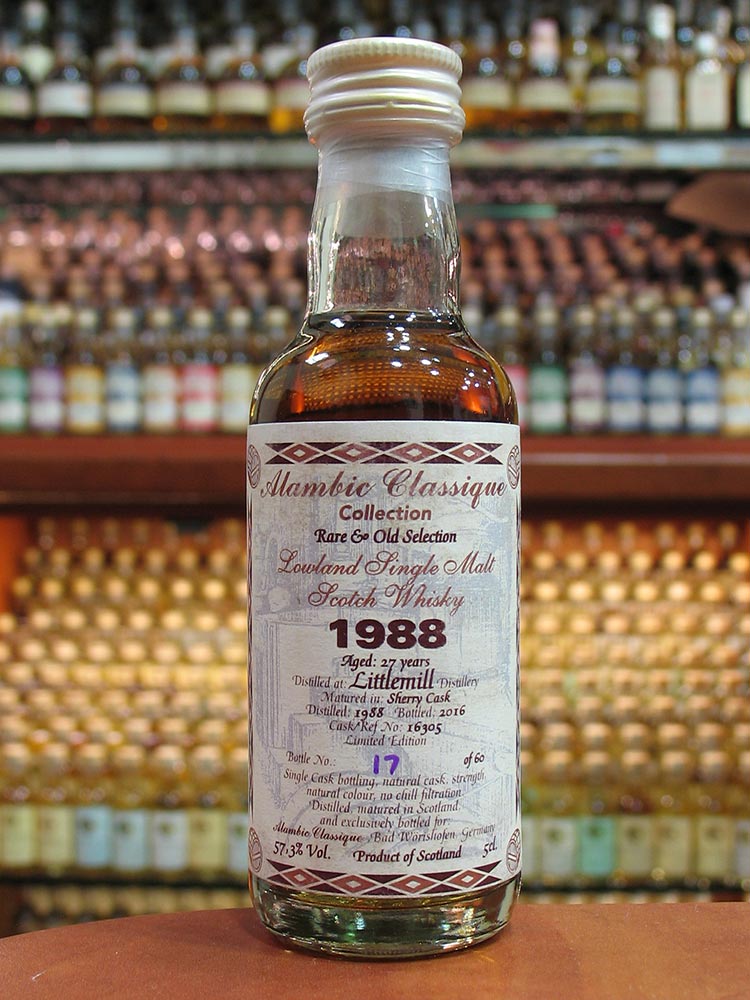 Alambic Classique
Collection
Rare & Old Selection
Lowland Single Malt
Scotch Whisky
1988
Aged: 27 years
Distilled at: Littlemill Distillery
Matured in: Sherry Cask
Distilled: 1988 Bottled: 2016
Cask/Ref No: 16305
Limited Edition
Bottle No.: 17 of 60
Single Cask bottling, natural cask strength,
natural colour, no chill filtration
Distilled, matured in Scotland,
and exclusively bottled for:
Alambic Classique Bad Wörishofen Germany
57,3% Vol. Product of Scotland 5cl.